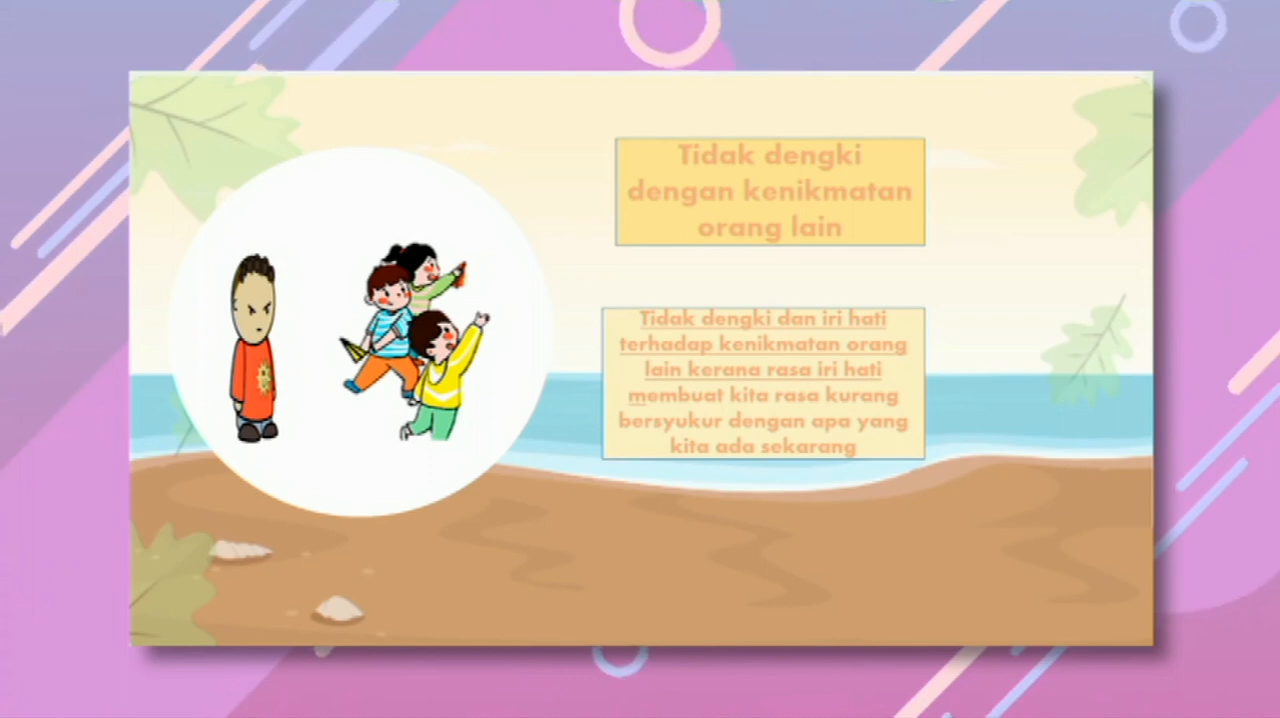 Tidak dengki
dengan kenikmatan
orang lain
Tidak dengki dan iri hati
terhadap kenikmatan orang
lain kerana rasa iri hati
membuat kita rasa kurang
bersyukur dengan apa yang
kita ada sekarang